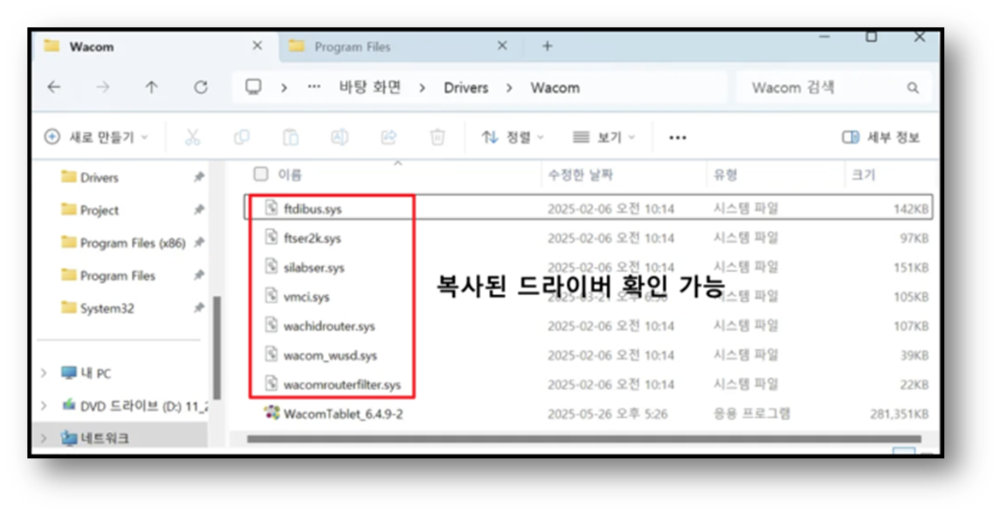 Wacom
Program Files
바탕 화면 > Drivers > Wacom
Wacom 검색
새로 만들기
정렬
보기
세부 정보
Drivers
Project
Program Files (x86)
Program Files
System32
내 PC
DVD 드라이브 (D:) 11_2
네트워크
이름 수정한 날짜 유형 크기
ftdibus.sys 2025-02-06 오전 10:14 시스템 파일 142KB
ftser2k.sys 2025-02-06 오전 10:14 시스템 파일 97KB
silabser.sys 2025-02-06 오전 10:14 시스템 파일 151KB
복사된 드라이버 확인 가능
vmci.sys 2025-03-21 오후 시스템 파일 105KB
wachidrouter.sys 2025-02-06 오전 10:14 시스템 파일 107KB
wacom_wusd.sys 2025-02-06 오전 10:14 시스템 파일 39KB
wacomrouterfilter.sys 2025-02-06 오전 10:14 시스템 파일 22KB
WacomTablet_6.4.9-2 2025-05-26 오후 5:26 응용 프로그램 281,351KB